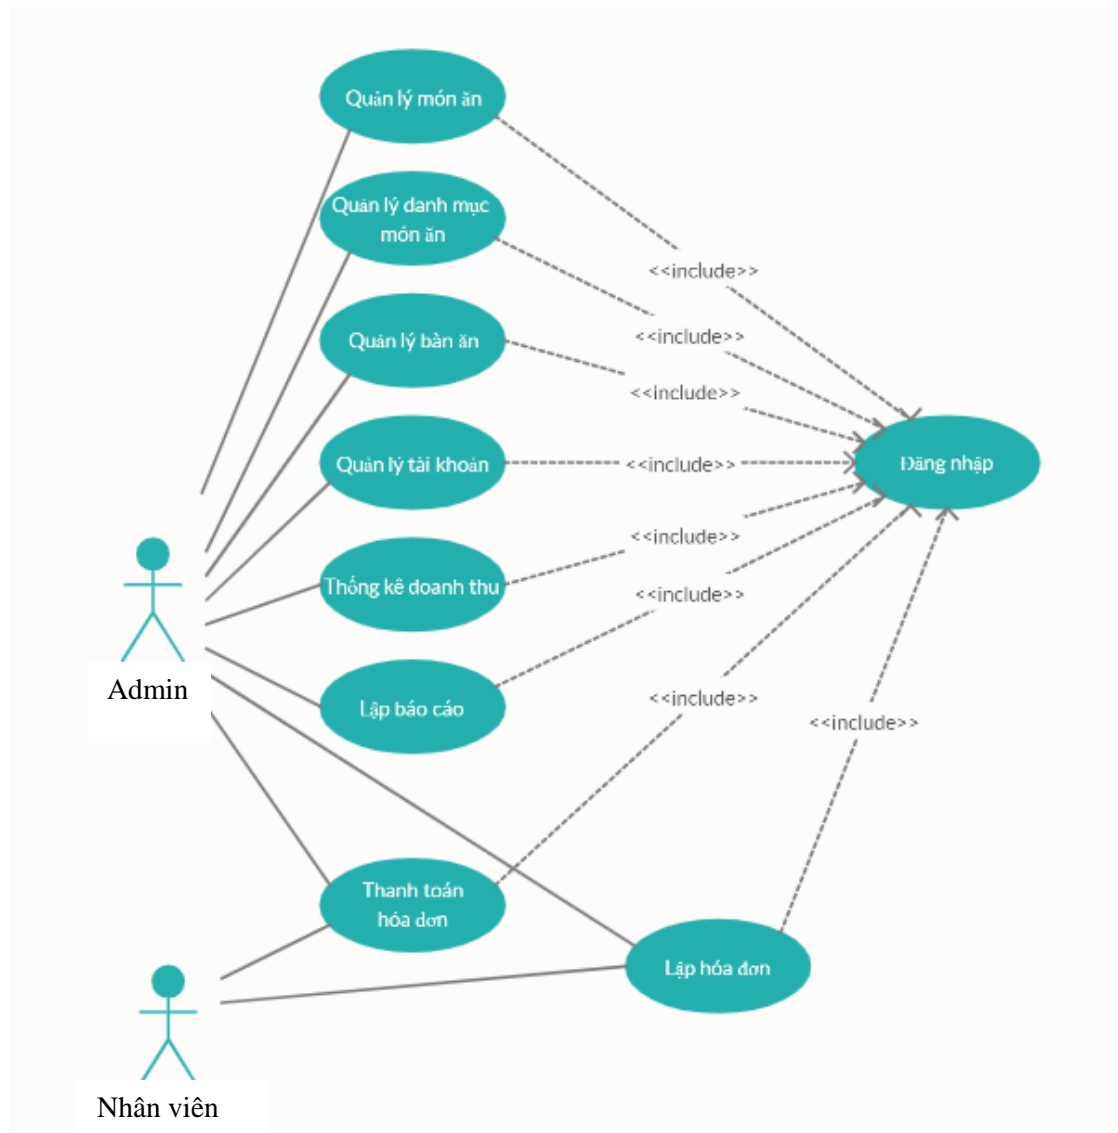 Quản lý món ăn
Quản lý danh mục
món ăn
<<include>>
<<include>>
Quản lý bàn ăn
<<include>>
Quản lý tài khoản
<<include>>
Đăng nhập
<<include>>
Thống kê doanh thu
<<include>>
Admin
Lập báo cáo
<<include>>
<<include>>
Thanh toán
hóa đơn
Lập hóa đơn
Nhân viên